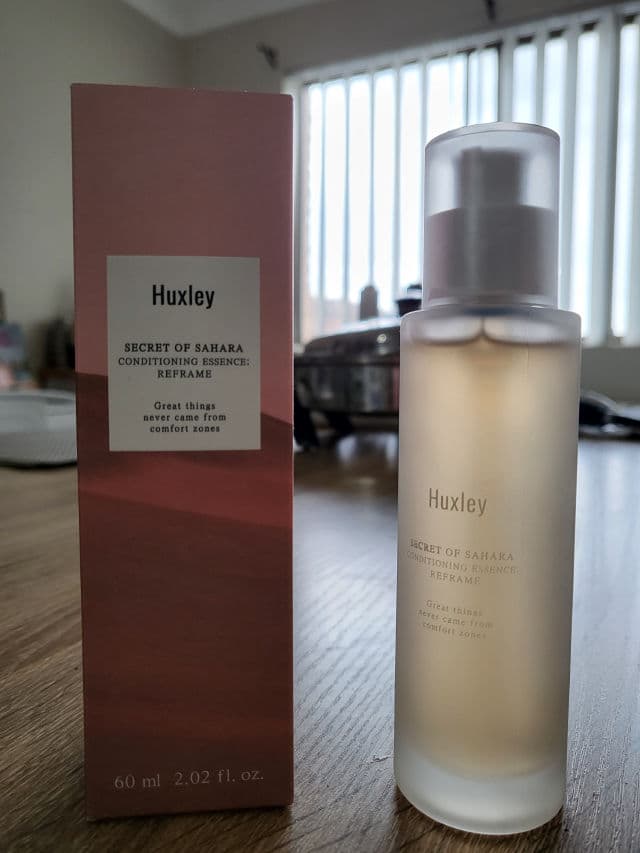 Huxley
SECRET OF SAHARA
CONDITIONING ESSENCE;
REFRAME
Great things
never came from
comfort zones
60 ml 2.02 fl. oz.
Huxley
SECRET OF SAHARA
CONDITIONING ESSENCE;
REFRAME
Great things
never came from
comfort zones